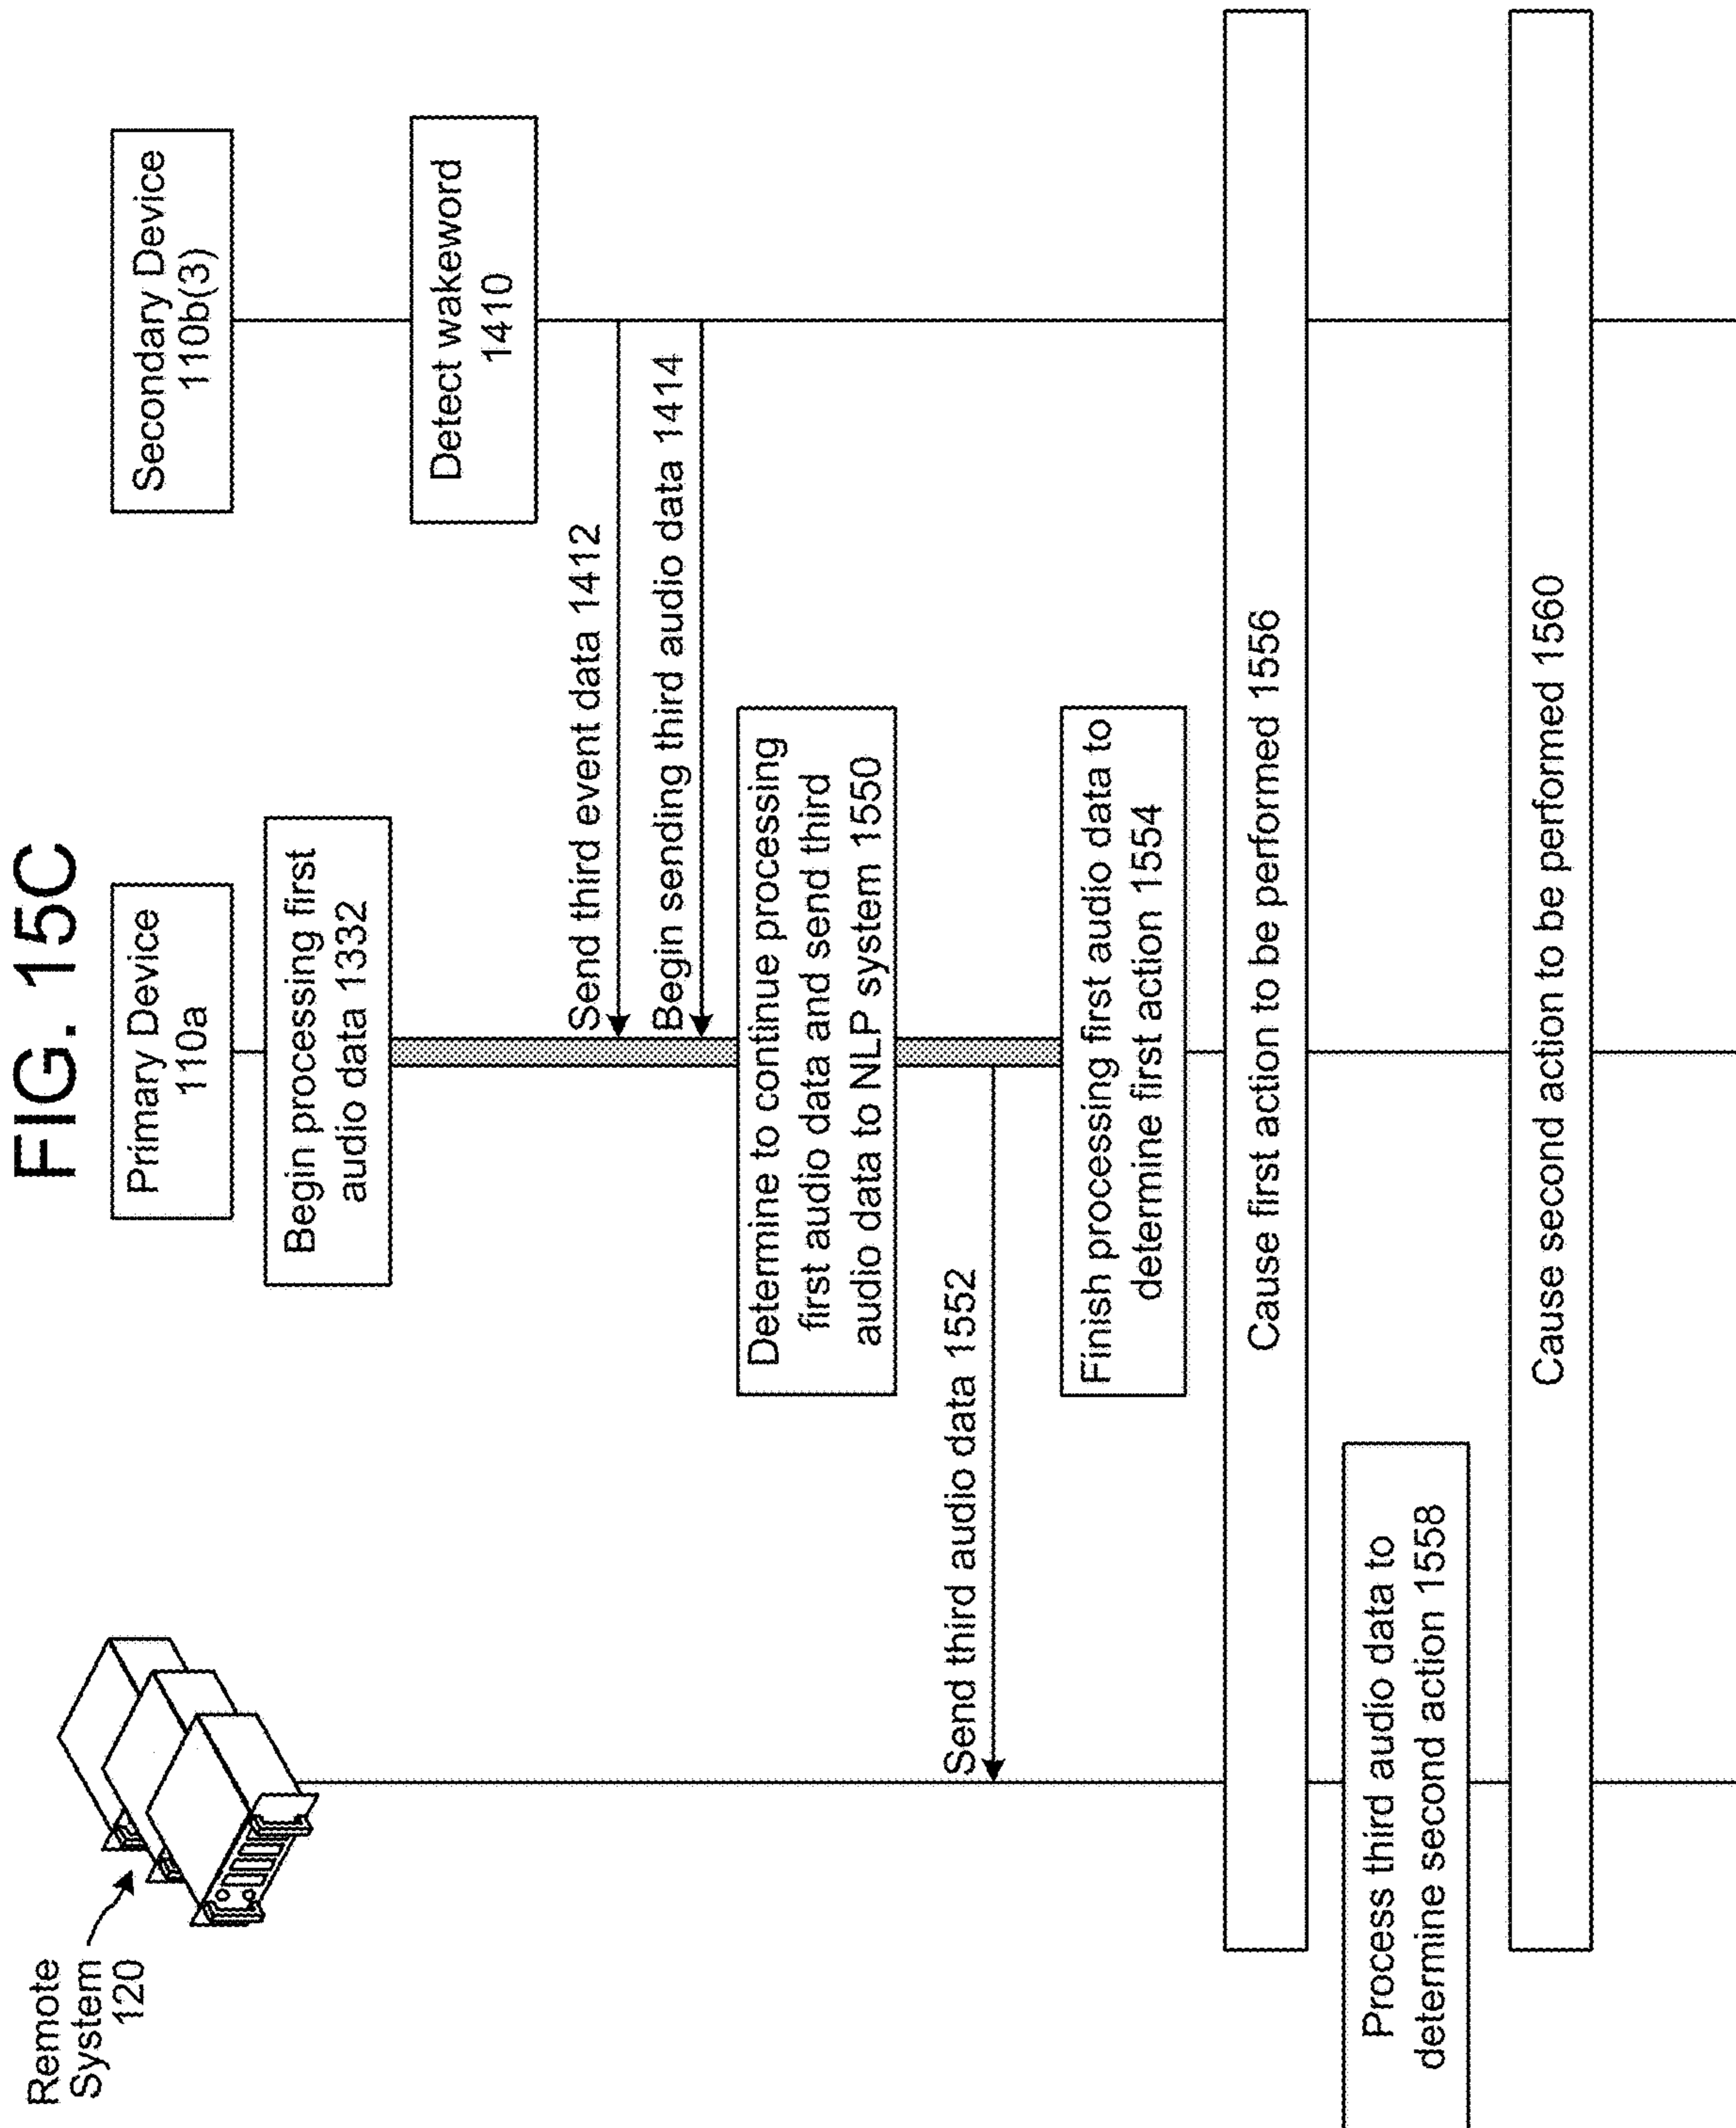 FIG. 15C
Remote
System
120
Primary Device
110a
Secondary Device
110b(3)
Begin processing first
audio data 1332
Detect wakeword
1410
Send third event data 1412
Begin sending third audio data 1414
Determine to continue processing
first audio data and send third
audio data to NLP system 1550
Send third audio data 1552
Finish processing first audio data to
determine first action 1554
Cause first action to be performed 1556
Process third audio data to
determine second action 1558
Cause second action to be performed 1560